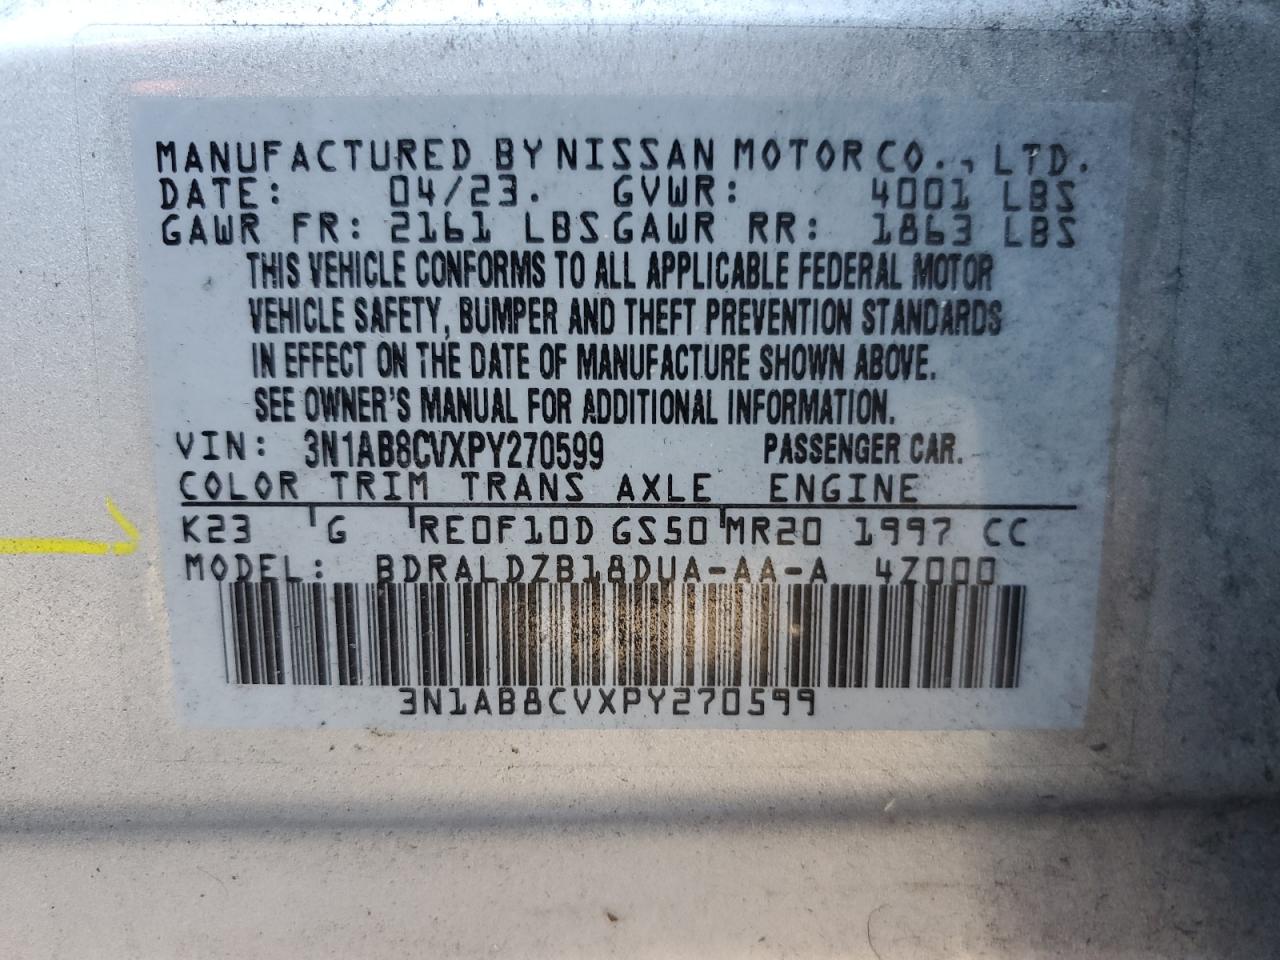 MANUFACTURED BY NISSAN MOTOR CO., LTD.
DATE: 04/23. GVWR: 4001 LBS
GAWR FR: 2161 LBS GAWR RR: 1863 LBS
THIS VEHICLE CONFORMS TO ALL APPLICABLE FEDERAL MOTOR
VEHICLE SAFETY, BUMPER AND THEFT PREVENTION STANDARDS
IN EFFECT ON THE DATE OF MANUFACTURE SHOWN ABOVE.
SEE OWNER'S MANUAL FOR ADDITIONAL INFORMATION.
VIN: 3N1AB8CVXPY270599 PASSENGER CAR.
COLOR TRIM TRANS AXLE ENGINE
K23 G RE0F10D GS50 MR20 1997 CC
MODEL: BDRALDZB18DUA-AA-A 4Z000
3N1AB8CVXPY270599